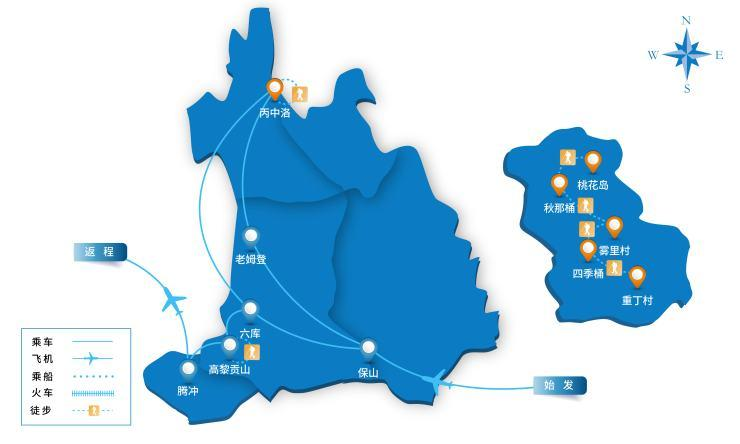 N
W
E
S
丙中洛
桃花岛
秋那桶
雾里村
四季桶
重丁村
老姆登
返 程
六库
高黎贡山
保山
腾冲
始 发
乘车
飞机
乘船
火车
徒步